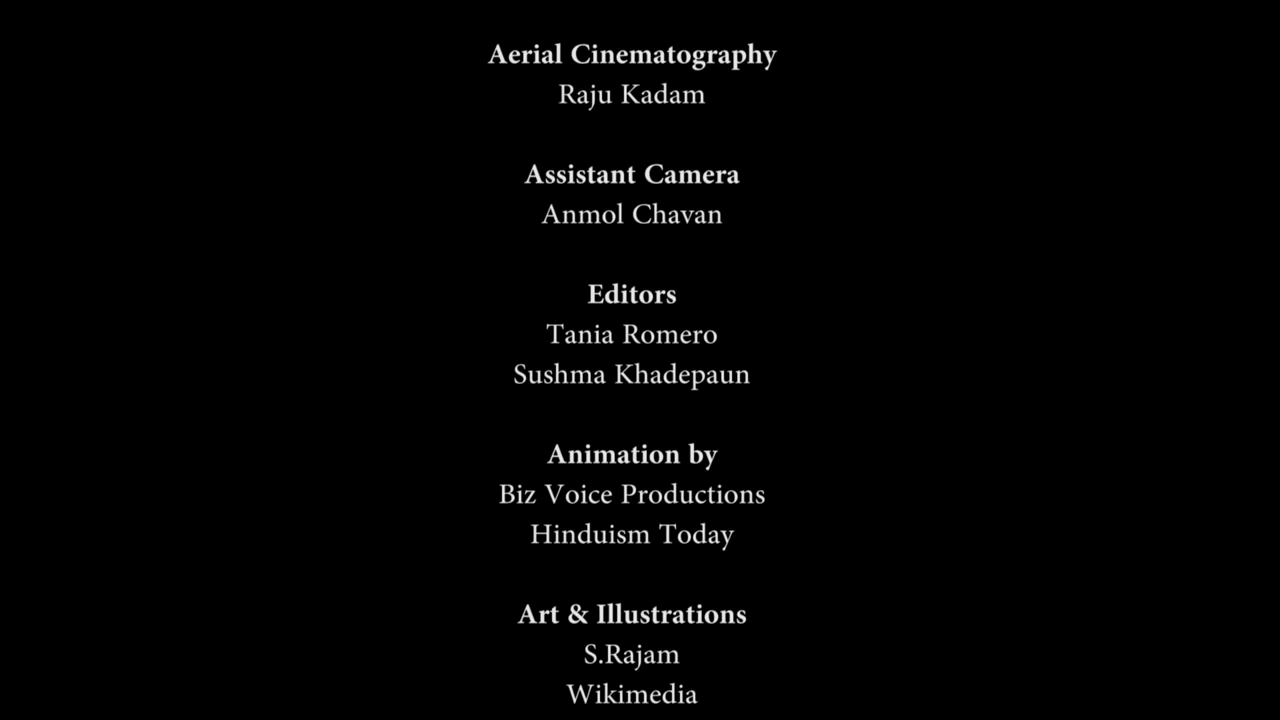 Aerial Cinematography
Raju Kadam
Assistant Camera
Anmol Chavan
Editors
Tania Romero
Sushma Khadepaun
Animation by
Biz Voice Productions
Hinduism Today
Art & Illustrations
S.Rajam
Wikimedia